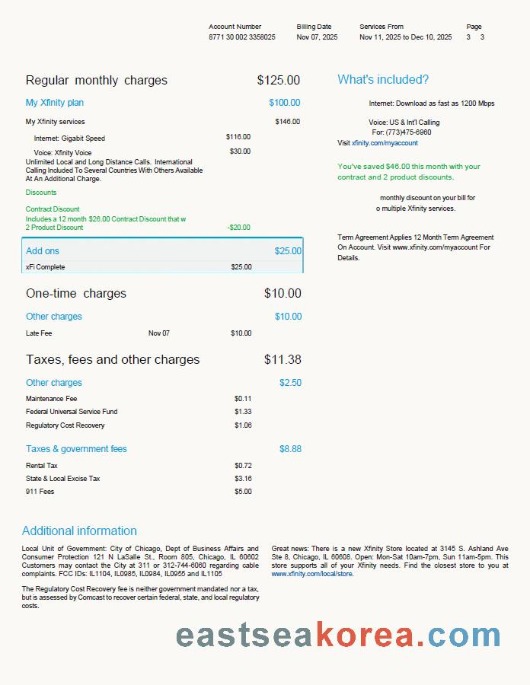 Account Number Billing Date Services From Page
8771 30 002 3358025 Nov 07, 2025 Nov 11, 2025 to Dec 10, 2025 3 3
Regular monthly charges $125.00
My Xfinity plan $100.00
My Xfinity services $146.00
Internet: Gigabit Speed $116.00
Voice: Xfinity Voice $30.00
Unlimited Local and Long Distance Calls. International
Calling Included To Several Countries With Others Available
At An Additional Charge.
Discounts
Contract Discount
Includes a 12 month $26.00 Contract Discount that w
2 Product Discount -$20.00
Add ons $25.00
xFi Complete $25.00
One-time charges $10.00
Other charges $10.00
Late Fee Nov 07 $10.00
Taxes, fees and other charges $11.38
Other charges $2.50
Maintenance Fee $0.11
Federal Universal Service Fund $1.33
Regulatory Cost Recovery $1.06
Taxes & government fees $8.88
Rental Tax $0.72
State & Local Excise Tax $3.16
911 Fees $5.00
What's included?
Internet: Download as fast as 1200 Mbps
Voice: US & Int'l Calling
For: (773)475-6960
Visit xfinity.com/myaccount
You've saved $46.00 this month with your
contract and 2 product discounts.
monthly discount on your bill for
o multiple Xfinity services.
Term Agreement Applies 12 Month Term Agreement
On Account. Visit www.xfinity.com/myaccount For
Details.
Additional information
Local Unit of Government: City of Chicago, Dept of Business Affairs and
Consumer Protection 121 N LaSalle St., Room 805, Chicago, IL 60602
Customers may contact the City at 311 or 312-744-6060 regarding cable
complaints. FCC IDs: IL1104, IL0985, IL0984, IL0955 and IL1105
The Regulatory Cost Recovery fee is neither government mandated nor a tax,
but is assessed by Comcast to recover certain federal, state, and local regulatory
costs.
Great news: There is a new Xfinity Store located at 3145 S. Ashland Ave
Ste 8, Chicago, IL 60608. Open: Mon-Sat 10am-7pm, Sun 11am-5pm. This
store supports all of your Xfinity needs. Find the closest store to you at
www.xfinity.com/local/store.
eastseakorea.com